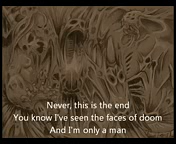 Never, this is the end
You know I've seen the faces of doom
And I'm only a man